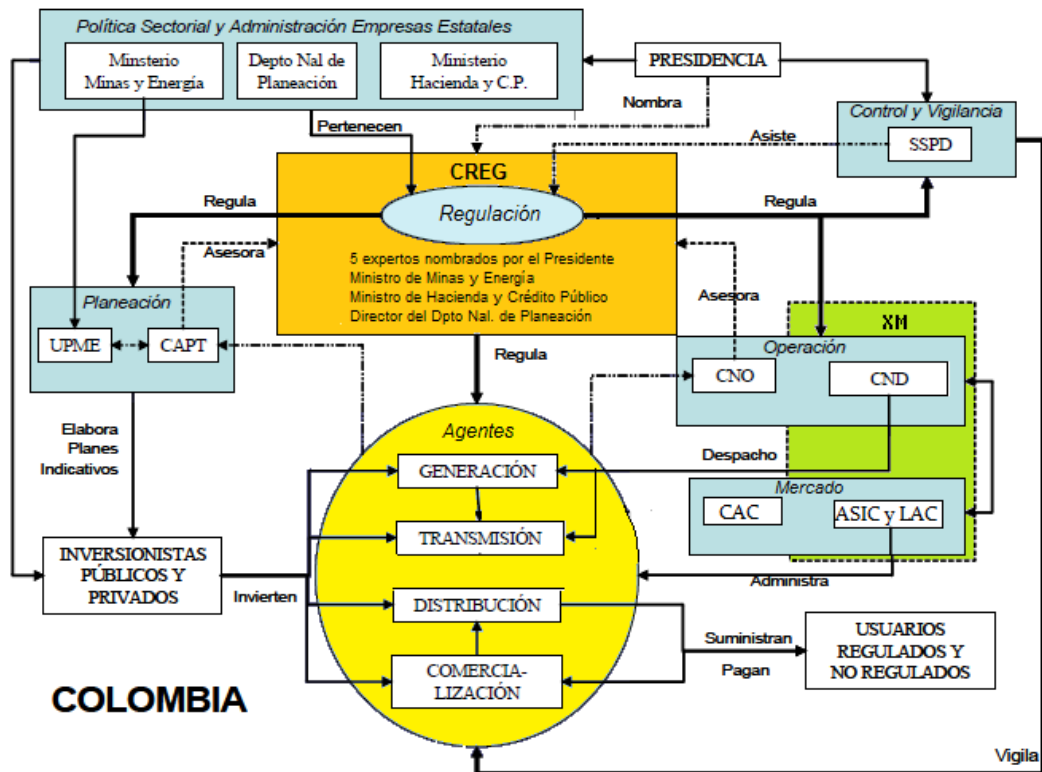 Política Sectorial y Administración Empresas Estatales
Minsterio
Minas y Energía
Depto Nal de
Planeación
Ministerio
Hacienda y C.P.
PRESIDENCIA
Nombra
Pertenecen
Control y Vigilancia
SSPD
Asiste
CREG
Regulación
Regula
Regula
Asesora
5 expertos nombrados por el Presidente
Ministro de Minas y Energía
Ministro de Hacienda y Crédito Público
Director del Dpto Nal. de Planeación
Asesora
Planeación
UPME
CAPT
Regula
XM
Operación
CNO
CND
Elabora
Planes
Indicativos
Agentes
GENERACIÓN
Despacho
Mercado
CAC
ASIC y LAC
TRANSMISIÓN
INVERSIONISTAS
PÚBLICOS Y
PRIVADOS
Invierten
Administra
DISTRIBUCIÓN
Suministran
Pagan
USUARIOS
REGULADOS Y
NO REGULADOS
COMERCIA-
LIZACIÓN
COLOMBIA
Vigila